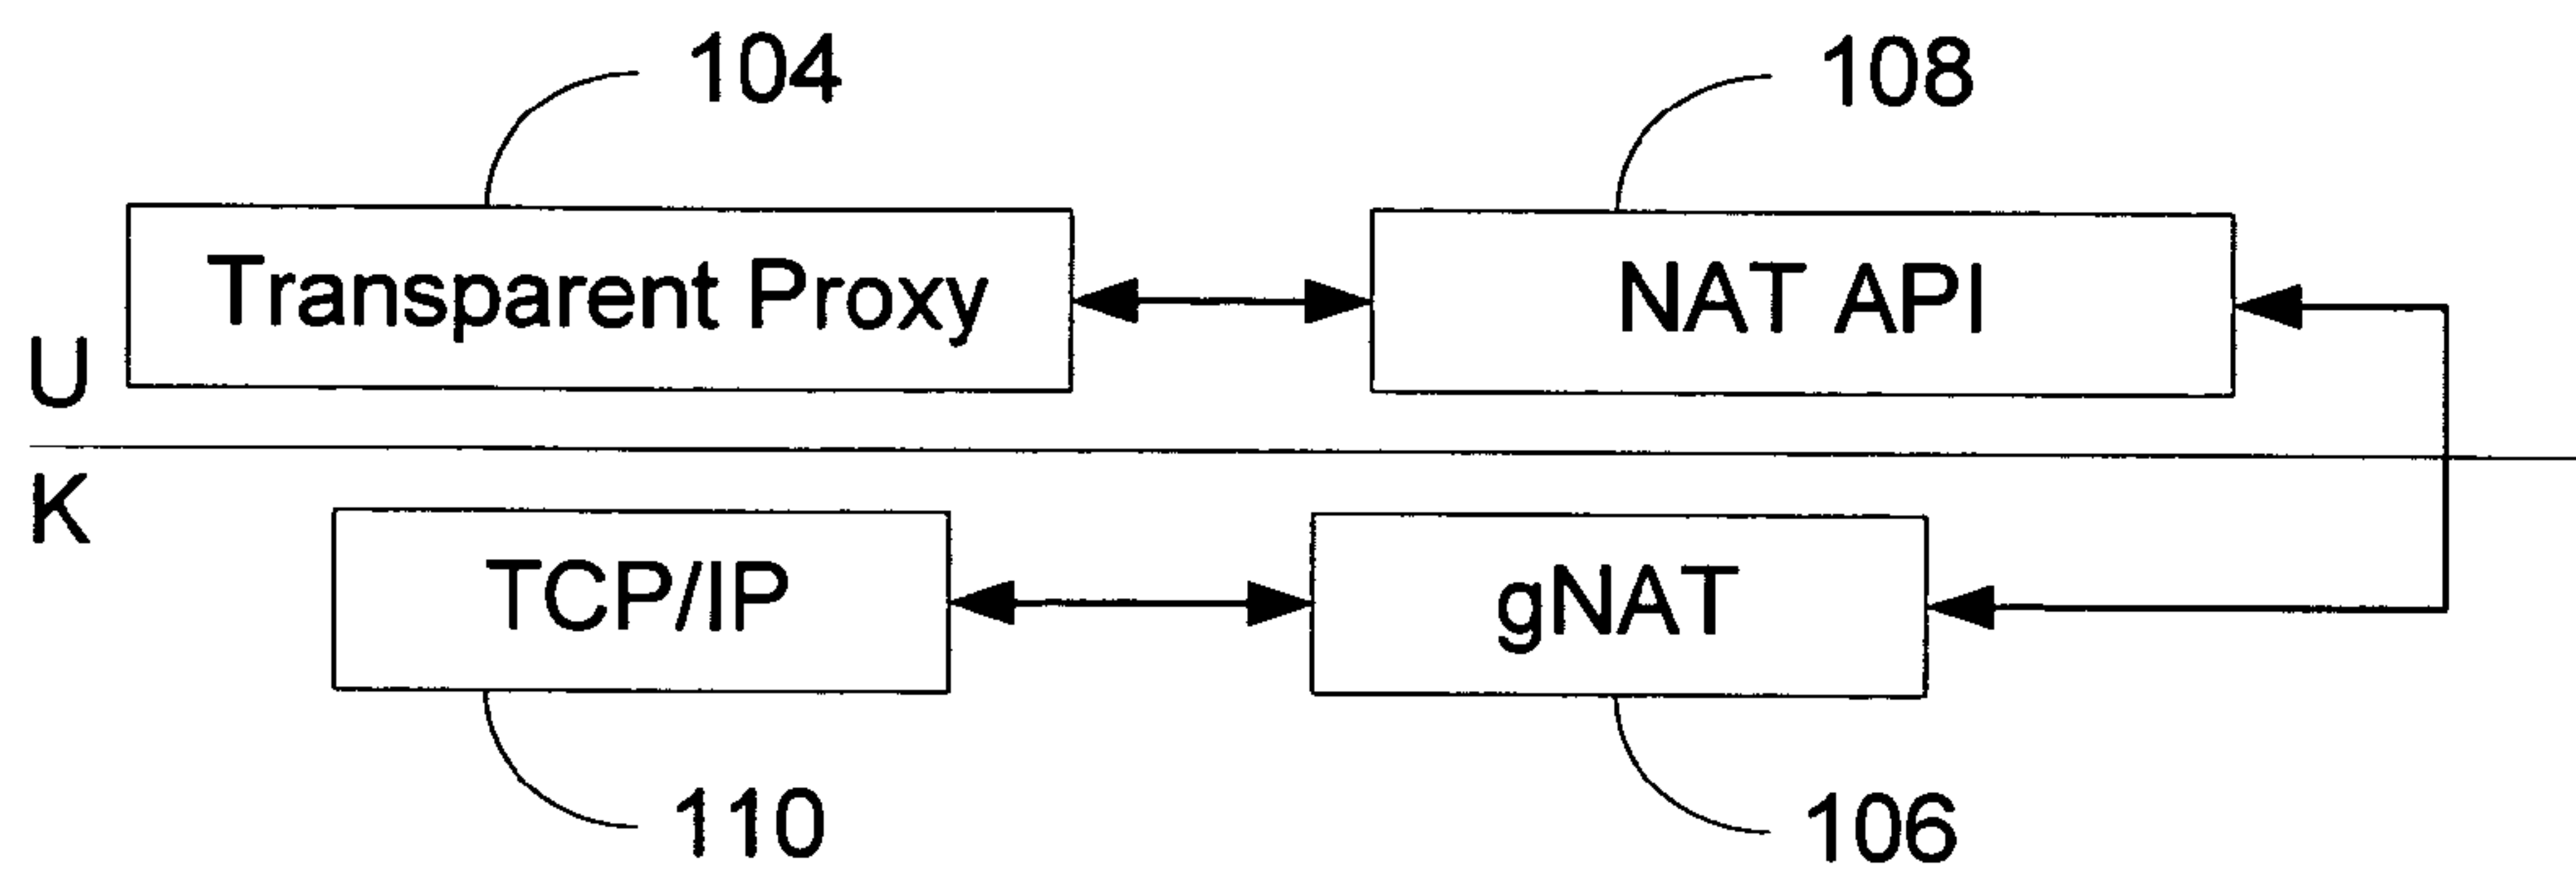 104
108
Transparent Proxy
NAT API
U
K
TCP/IP
gNAT
110
106